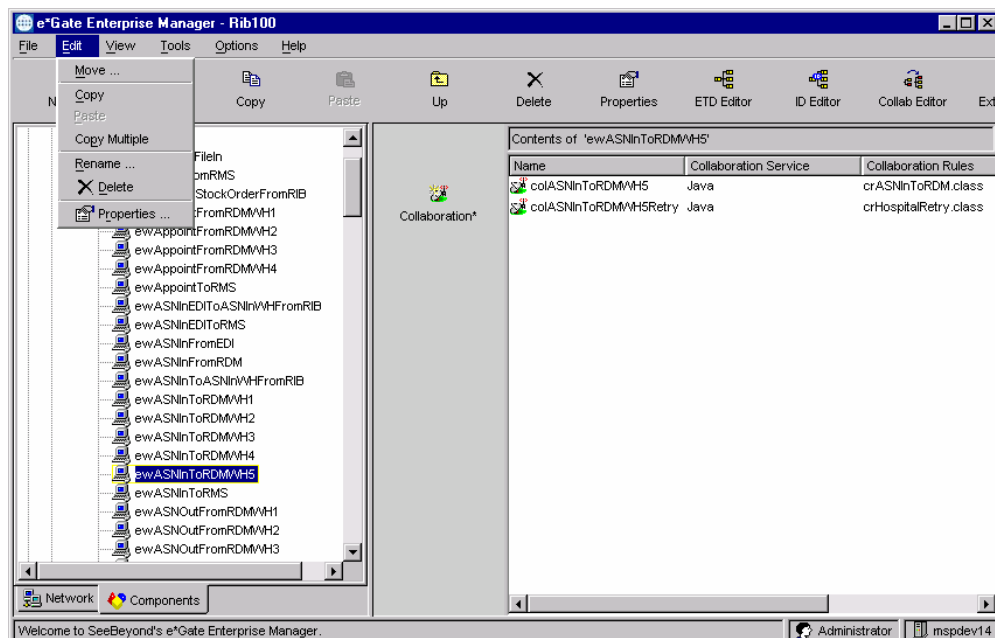 e*Gate Enterprise Manager - Rib100
File Edit View Tools Options Help
Move ...
Copy
Paste
Copy Multiple
Rename ...
Delete
Properties ...
N
Copy
Paste
Up
Delete
Properties
ETD Editor
ID Editor
Collab Editor
Ext
FileIn
omRMS
StockOrderFromRIB
tFromRDMWH1
ewAppointFromRDMWH2
ewAppointFromRDMWH3
ewAppointFromRDMWH4
ewAppointToRMS
ewASNInEDIToASNInWHFromRIB
ewASNInEDIToRMS
ewASNInFromEDI
ewASNInFromRDM
ewASNInToASNInWHFromRIB
ewASNInToRDMWH1
ewASNInToRDMWH2
ewASNInToRDMWH3
ewASNInToRDMWH4
ewASNInToRDMWH5
ewASNInToRMS
ewASNOutFromRDMWH1
ewASNOutFromRDMWH2
ewASNOutFromRDMWH3
Network Components
Collaboration*
Contents of 'ewASNInToRDMWH5'
Name Collaboration Service Collaboration Rules
colASNInToRDMWH5 Java crASNInToRDM.class
colASNInToRDMWH5Retry Java crHospitalRetry.class
Welcome to SeeBeyond's e*Gate Enterprise Manager. Administrator mspdev14